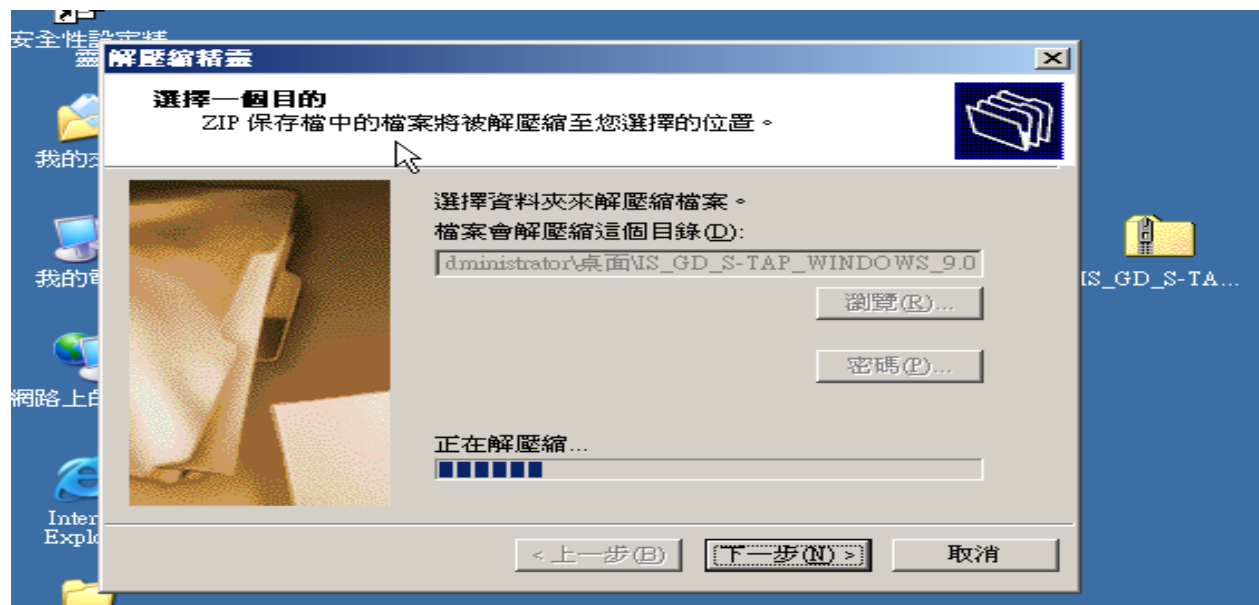 安全性設定精
靈
我的文
我的電
網路上的
Inter
Explo
解壓縮精靈
選擇一個目的
ZIP 保存檔中的檔案將被解壓縮至您選擇的位置。
選擇資料夾來解壓縮檔案。
檔案會解壓縮這個目錄(D):
dministrator\桌面\IS_GD_S-TAP_WINDOWS_9.0
瀏覽(R)...
密碼(P)...
正在解壓縮...
<上一步(B)
下一步(N) >
取消
IS_GD_S-TA...